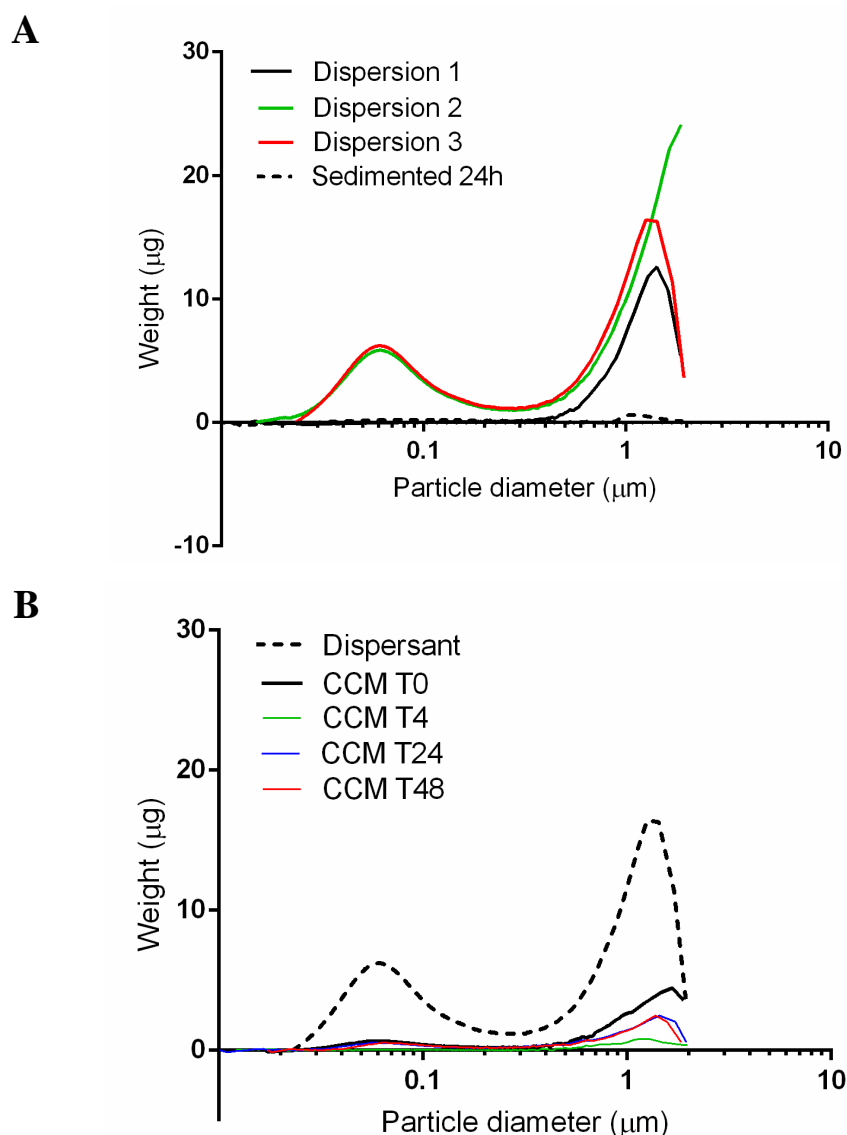 A
30
Dispersion 1
Dispersion 2
Dispersion 3
Sedimented 24h
20
Weight (μg)
10
0
0.1
1
10
Particle diameter (μm)
-10
B
30
Dispersant
CCM T0
CCM T4
CCM T24
CCM T48
20
Weight (μg)
10
0
0.1
1
10
Particle diameter (μm)